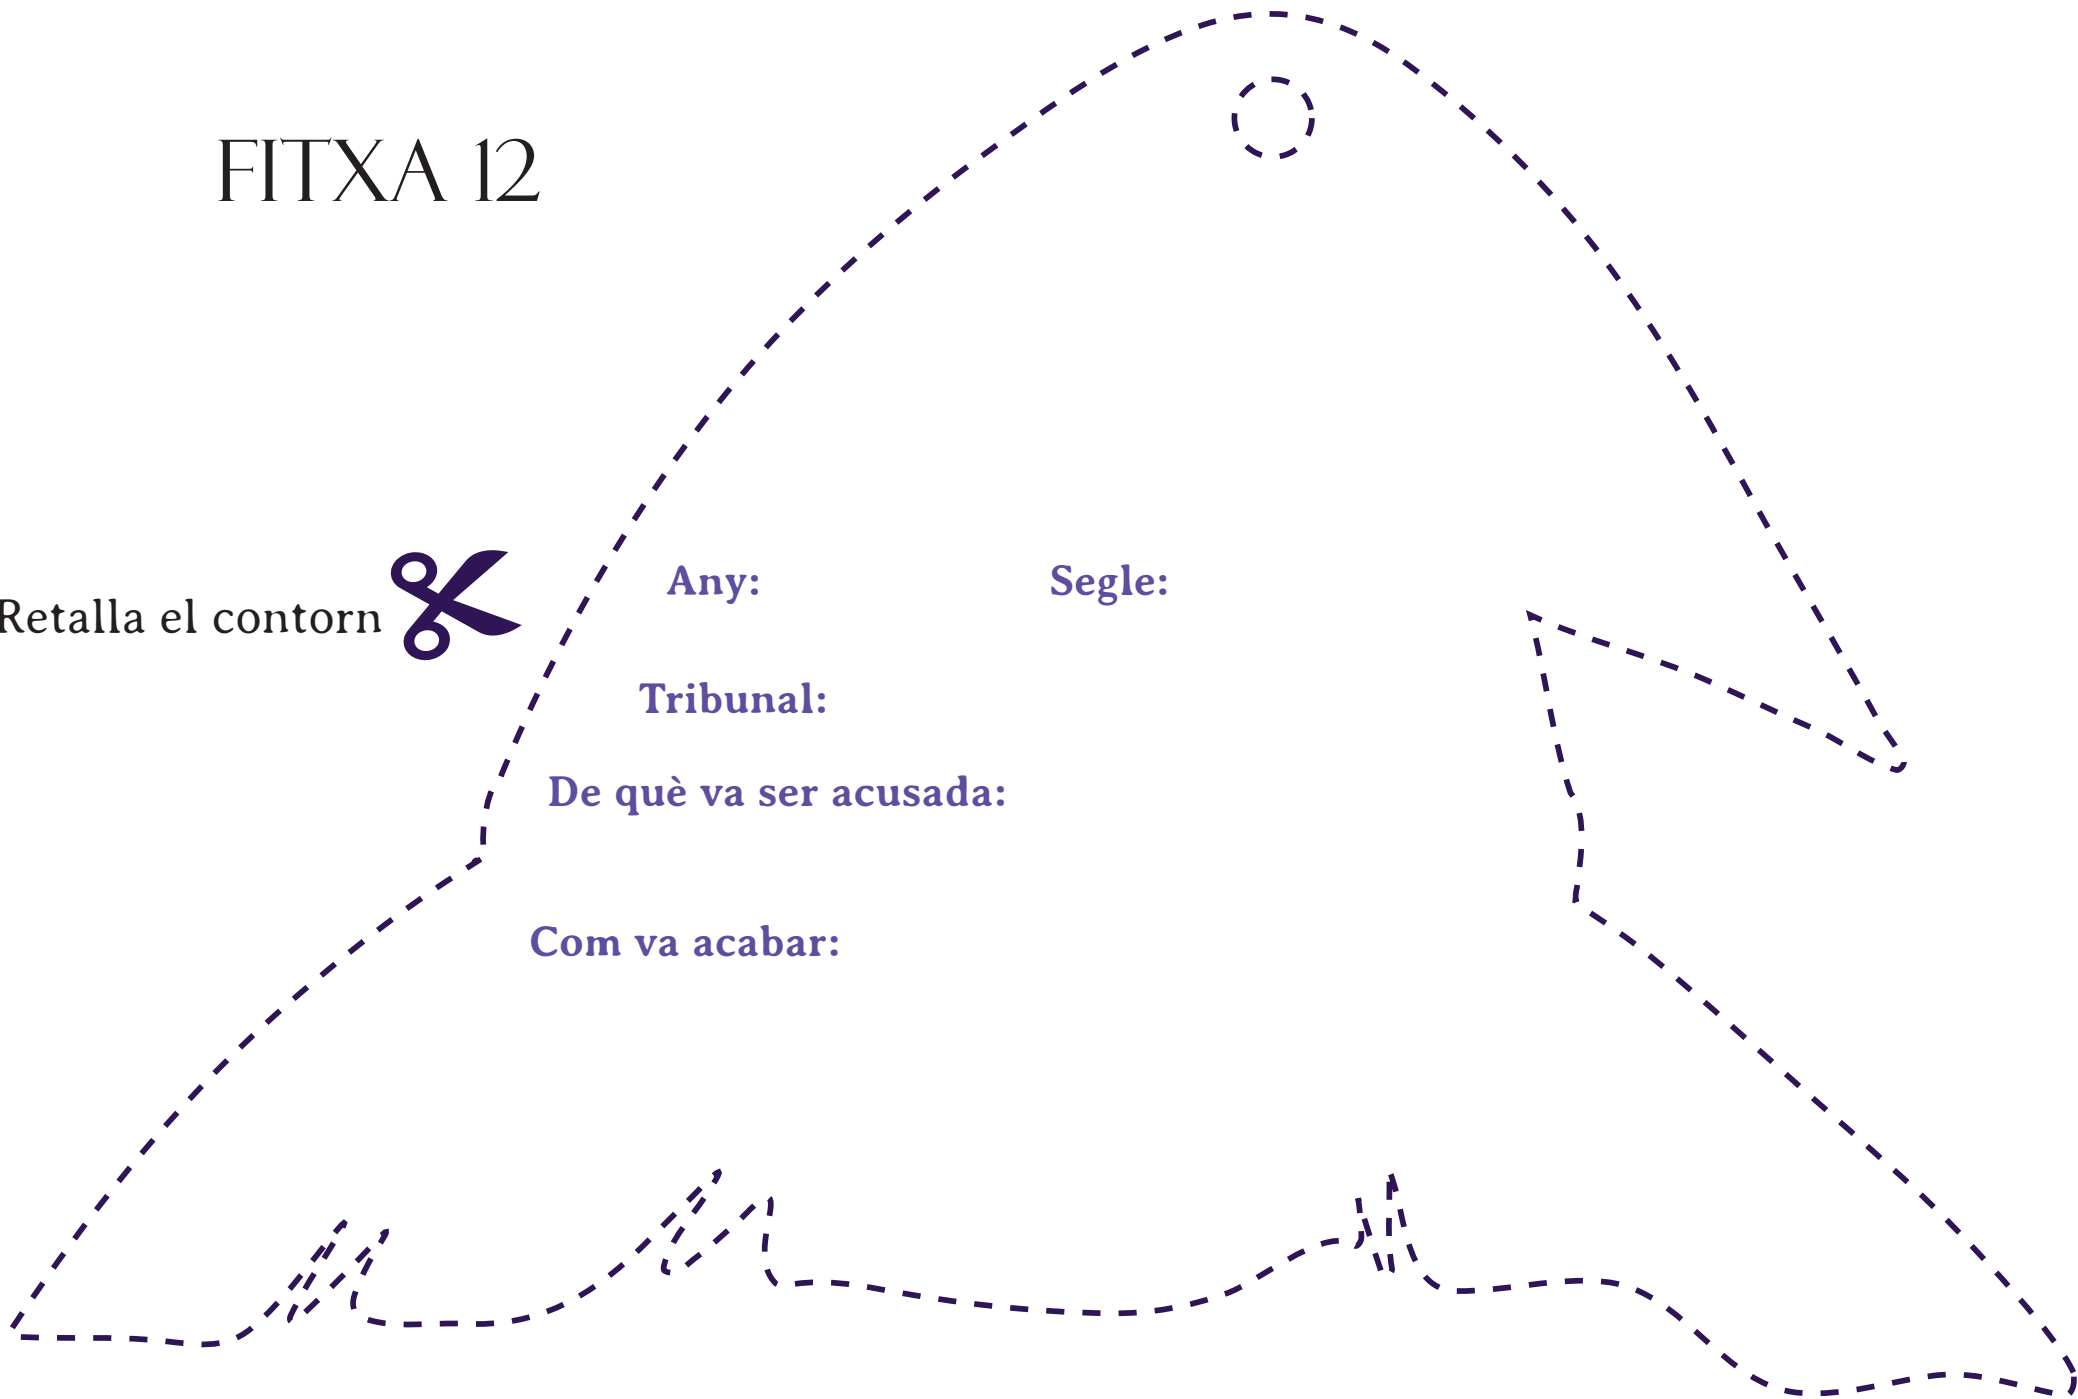 FITXA 12
Retalla el contorn
Any: Segle:
Tribunal:
De què va ser acusada:
Com va acabar: